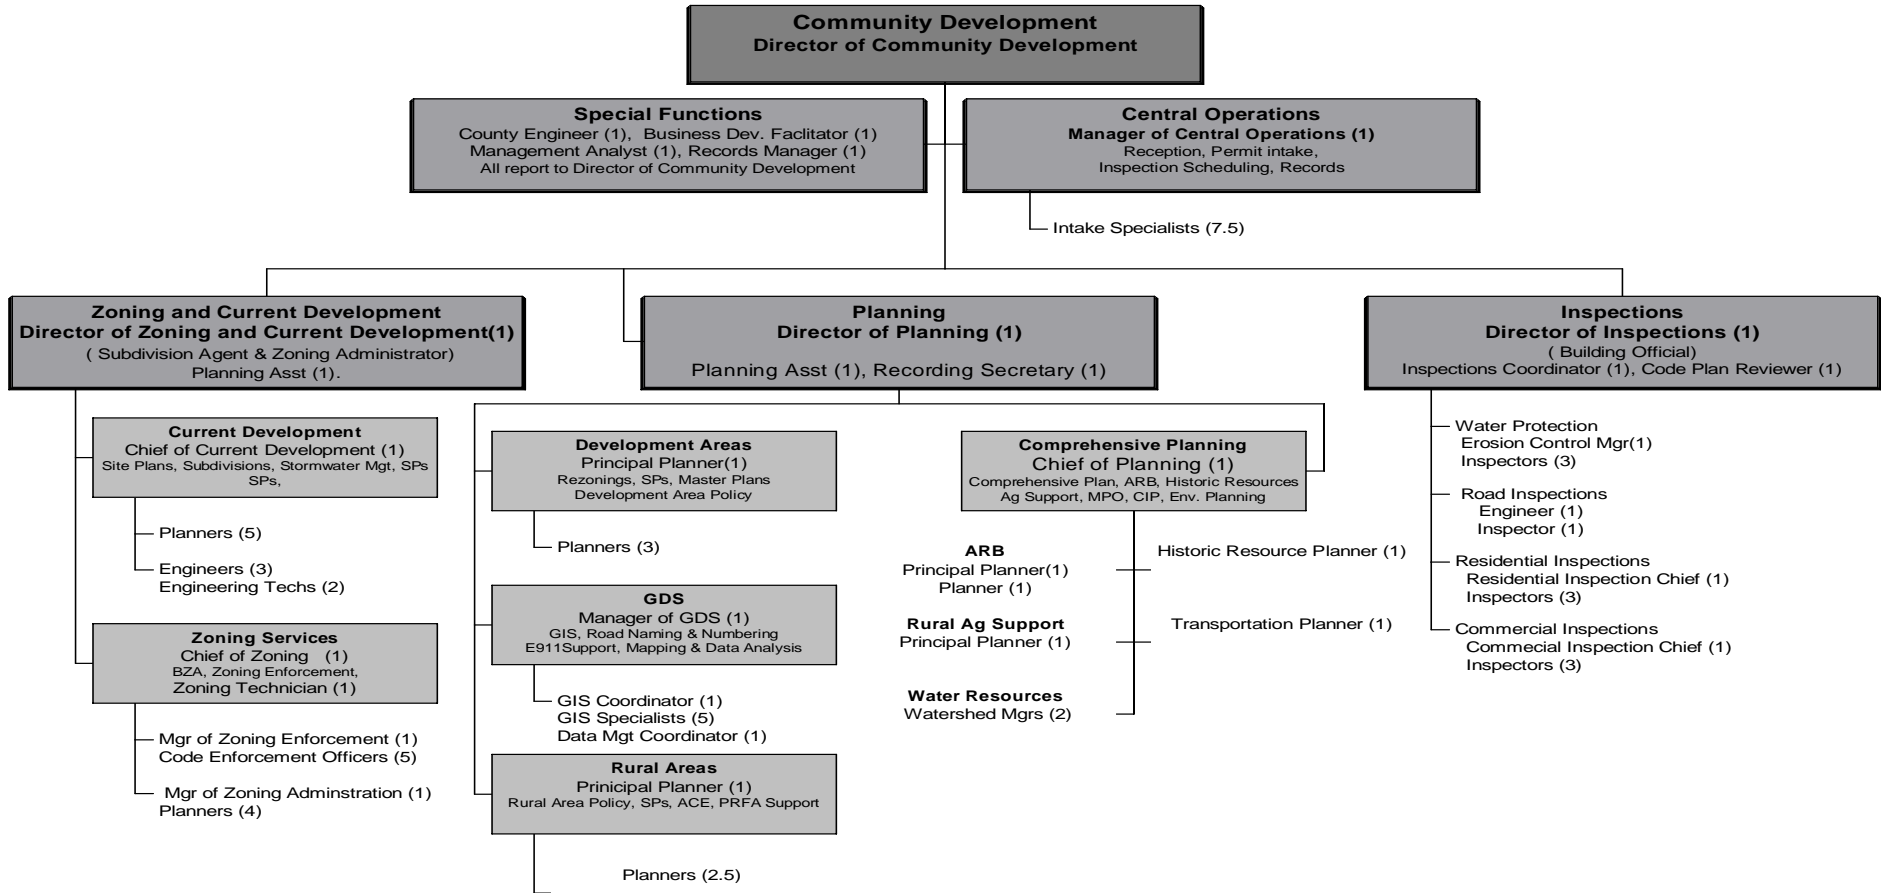 Community Development
Director of Community Development
Special Functions
County Engineer (1),  Business Dev. Faclitator (1)
Management Analyst (1), Records Manager (1)
All report to Director of Community Development
Central Operations
Manager of Central Operations (1)
Reception, Permit intake,
Inspection Scheduling, Records
Intake Specialists (7.5)
Zoning and Current Development
Director of Zoning and Current Development(1)
( Subdivision Agent & Zoning Administrator)
Planning Asst (1).
Current Development
Chief of Current Development (1)
Site Plans, Subdivisions, Stormwater Mgt, SPs
SPs,
Planners (5)
Engineers (3)
Engineering Techs (2)
Zoning Services
Chief of Zoning   (1)
BZA, Zoning Enforcement,
Zoning Technician (1)
Mgr of Zoning Enforcement (1)
Code Enforcement Officers (5)
Mgr of Zoning Adminstration (1)
Planners (4)
Planning
Director of Planning (1)
Planning Asst (1), Recording Secretary (1)
Development Areas
Principal Planner(1)
Rezonings, SPs, Master Plans
Development Area Policy
Planners (3)
GDS
Manager of GDS (1)
GIS, Road Naming & Numbering
E911Support, Mapping & Data Analysis
GIS Coordinator (1)
GIS Specialists (5)
Data Mgt Coordinator (1)
Rural Areas
Prinicipal Planner (1)
Rural Area Policy, SPs, ACE, PRFA Support
Planners (2.5)
Comprehensive Planning
Chief of Planning (1)
Comprehensive Plan, ARB, Historic Resources
Ag Support, MPO, CIP, Env. Planning
ARB
Principal Planner(1)
Planner (1)
Historic Resource Planner (1)
Rural Ag Support
Principal Planner (1)
Transportation Planner (1)
Water Resources
Watershed Mgrs (2)
Inspections
Director of Inspections (1)
( Building Official)
Inspections Coordinator (1), Code Plan Reviewer (1)
Water Protection
Erosion Control Mgr(1)
Inspectors (3)
Road Inspections
Engineer (1)
Inspector (1)
Residential Inspections
Residential Inspection Chief (1)
Inspectors (3)
Commercial Inspections
Commecial Inspection Chief (1)
Inspectors (3)